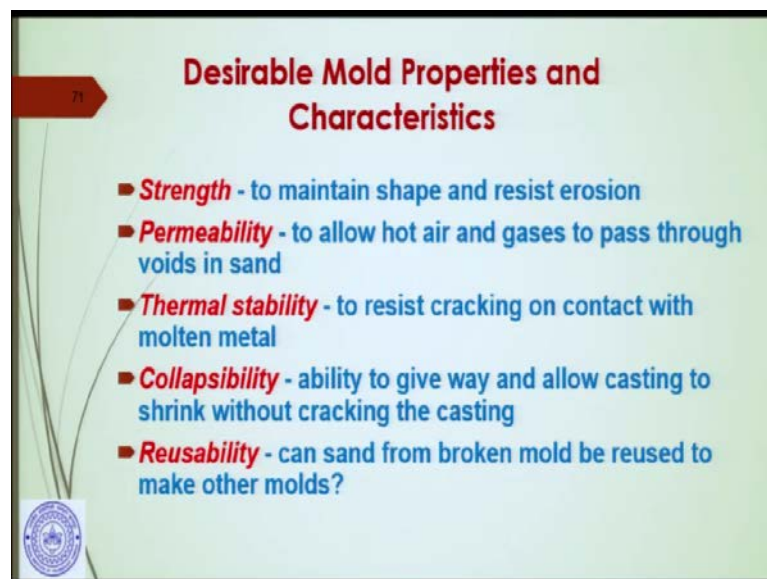 71
Desirable Mold Properties and
Characteristics
Strength - to maintain shape and resist erosion
Permeability - to allow hot air and gases to pass through
voids in sand
Thermal stability - to resist cracking on contact with
molten metal
Collapsibility - ability to give way and allow casting to
shrink without cracking the casting
Reusability - can sand from broken mold be reused to
make other molds?